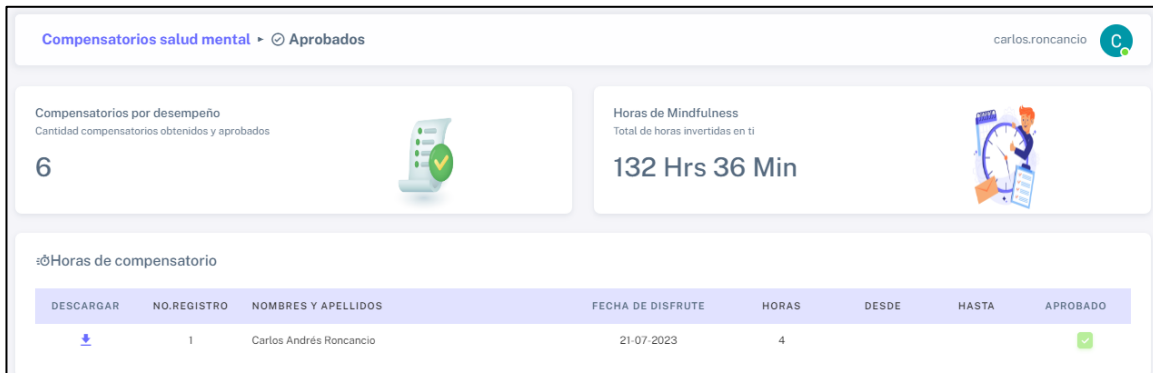 Compensatorios salud mental ▸ Aprobados
carlos.roncancio
C
Compensatorios por desempeño
Cantidad compensatorios obtenidos y aprobados
6
Horas de Mindfulness
Total de horas invertidas en ti
132 Hrs 36 Min
Horas de compensatorio
DESCARGAR NO.REGISTRO NOMBRES Y APELLIDOS FECHA DE DISFRUTE HORAS DESDE HASTA APROBADO
1 Carlos Andrés Roncancio 21-07-2023 4